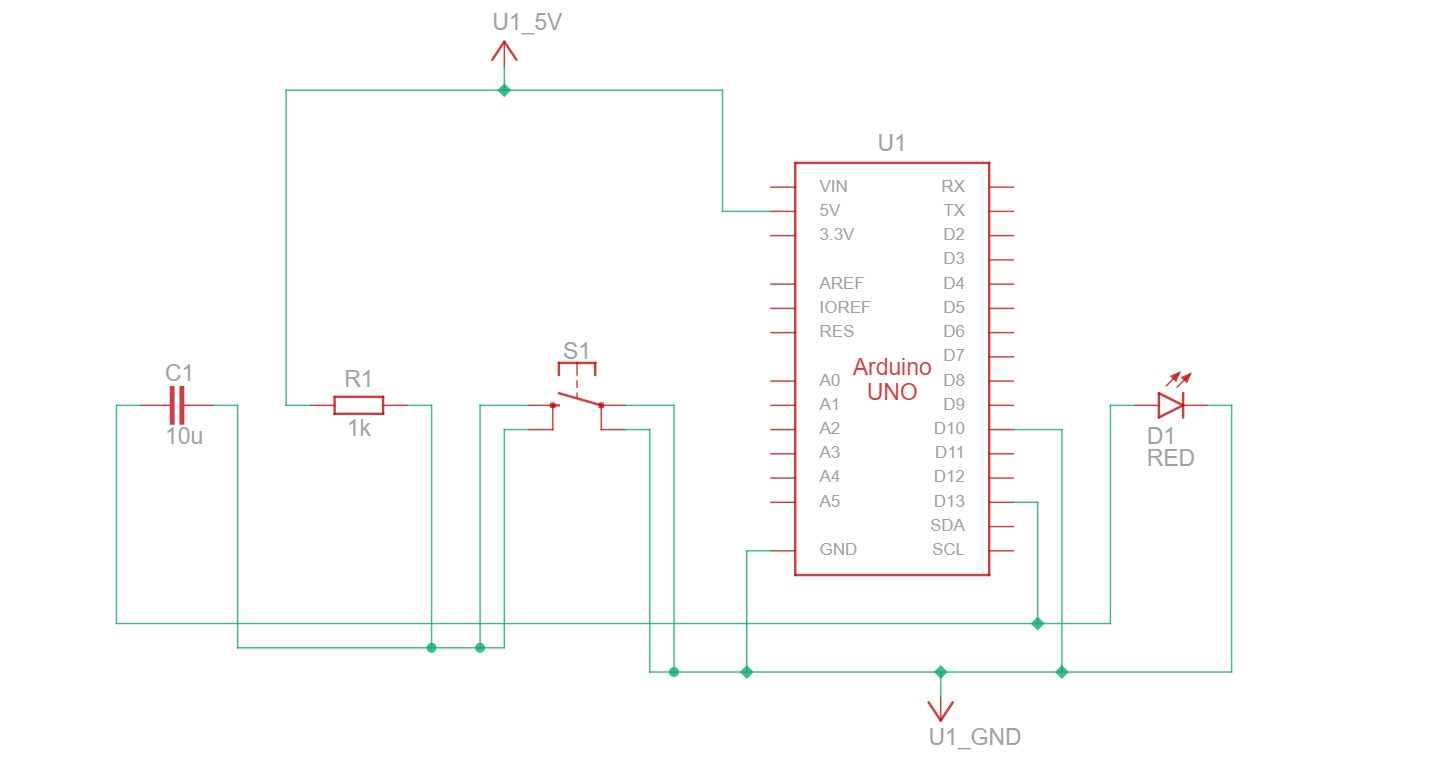 U1_5V
U1
VIN RX
5V TX
3.3V D2
D3
AREF D4
IOREF D5
RES D6
D7
Arduino
UNO
A0 D8
A1 D9
A2 D10
A3 D11
A4 D12
A5 D13
SDA
GND SCL
C1
10u
R1
1k
S1
D1
RED
U1_GND